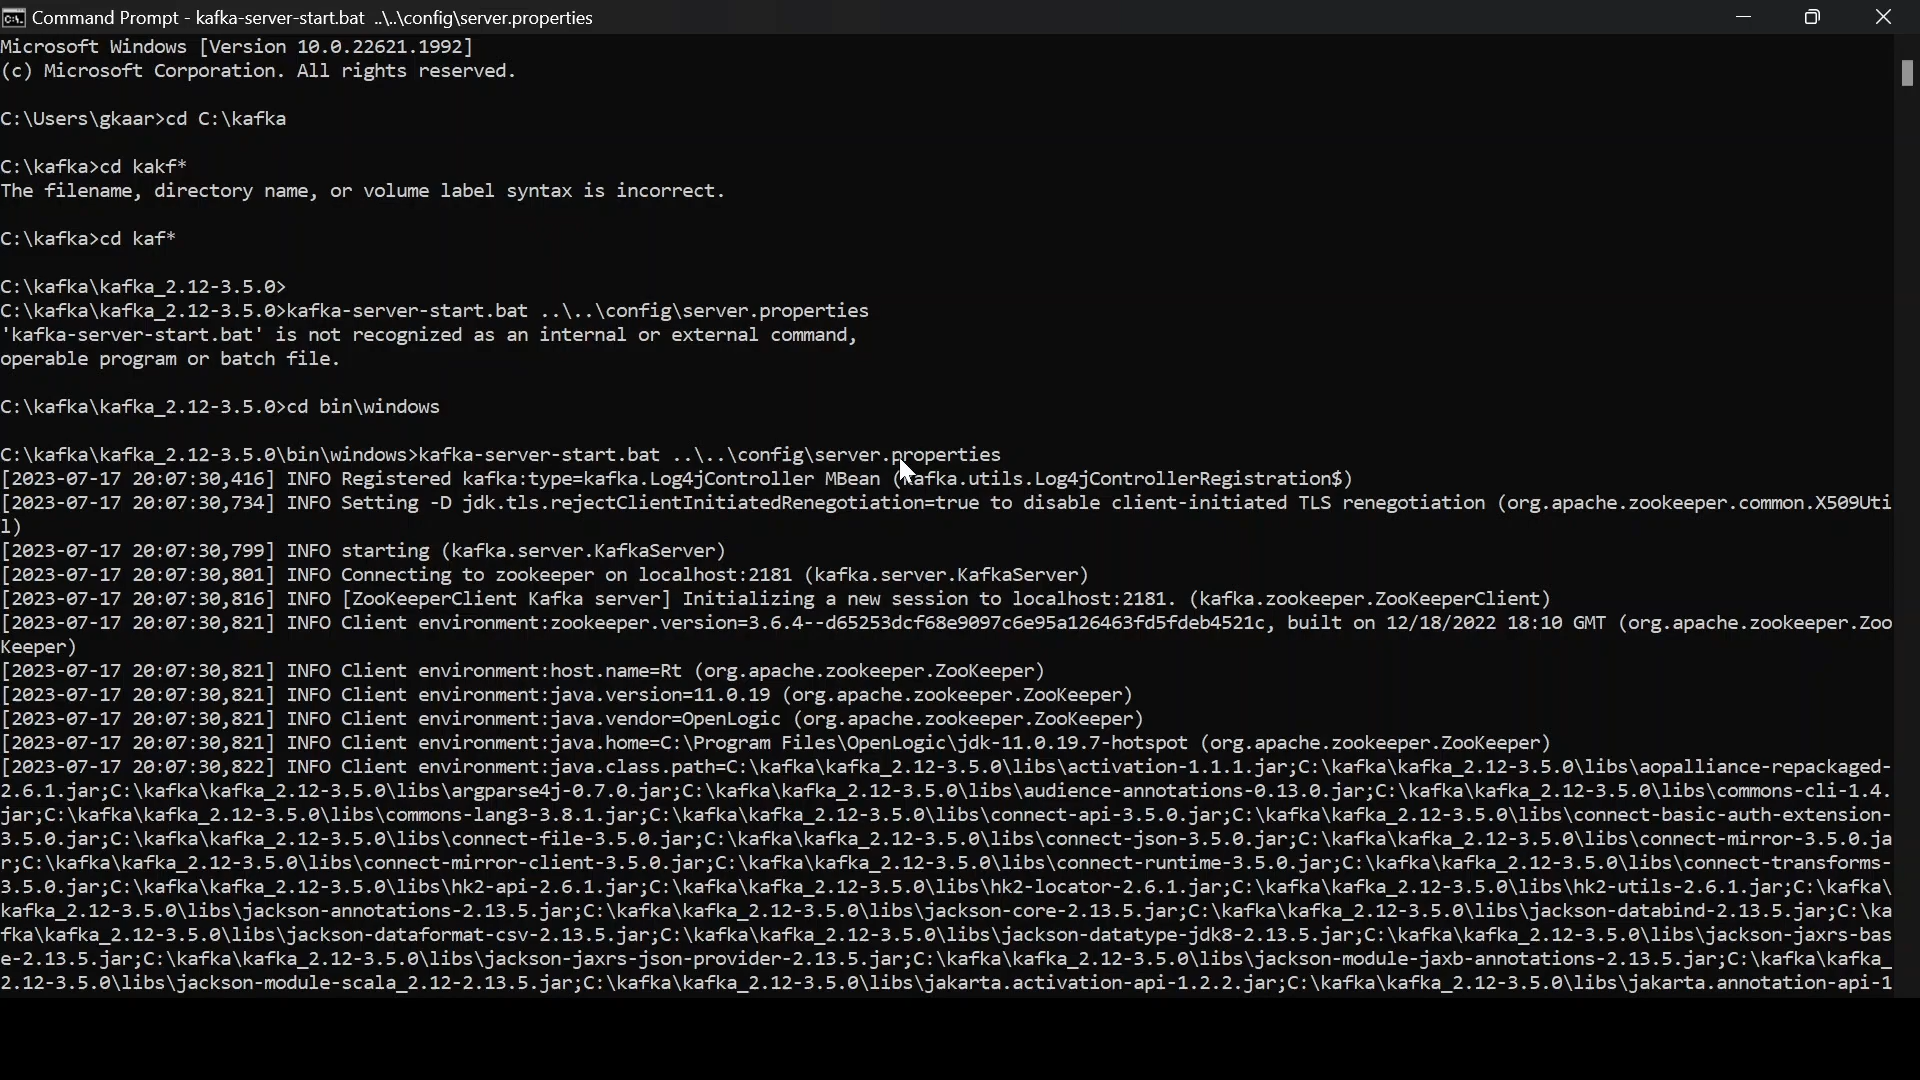 Command Prompt - kafka-server-start.bat ..\..\config\server.properties
Microsoft Windows [Version 10.0.22621.1992]
(c) Microsoft Corporation. All rights reserved.
C:\Users\gkaar>cd C:\kafka
C:\kafka>cd kakf*
The filename, directory name, or volume label syntax is incorrect.
C:\kafka>cd kaf*
C:\kafka\kafka_2.12-3.5.0>
C:\kafka\kafka_2.12-3.5.0>kafka-server-start.bat ..\..\config\server.properties
'kafka-server-start.bat' is not recognized as an internal or external command,
operable program or batch file.
C:\kafka\kafka_2.12-3.5.0>cd bin\windows
C:\kafka\kafka_2.12-3.5.0\bin\windows>kafka-server-start.bat ..\..\config\server.properties
[2023-07-17 20:07:30,416] INFO Registered kafka:type=kafka.Log4jController MBean (kafka.utils.Log4jControllerRegistration$)
[2023-07-17 20:07:30,734] INFO Setting -D jdk.tls.rejectClientInitiatedRenegotiation=true to disable client-initiated TLS renegotiation (org.apache.zookeeper.common.X509Uti
l)
[2023-07-17 20:07:30,799] INFO starting (kafka.server.KafkaServer)
[2023-07-17 20:07:30,801] INFO Connecting to zookeeper on localhost:2181 (kafka.server.KafkaServer)
[2023-07-17 20:07:30,816] INFO [ZooKeeperClient Kafka server] Initializing a new session to localhost:2181. (kafka.zookeeper.ZooKeeperClient)
[2023-07-17 20:07:30,821] INFO Client environment:zookeeper.version=3.6.4--d65253dcf68e9097c6e95a126463fd5fdeb4521c, built on 12/18/2022 18:10 GMT (org.apache.zookeeper.Zoo
Keeper)
[2023-07-17 20:07:30,821] INFO Client environment:host.name=Rt (org.apache.zookeeper.ZooKeeper)
[2023-07-17 20:07:30,821] INFO Client environment:java.version=11.0.19 (org.apache.zookeeper.ZooKeeper)
[2023-07-17 20:07:30,821] INFO Client environment:java.vendor=OpenLogic (org.apache.zookeeper.ZooKeeper)
[2023-07-17 20:07:30,821] INFO Client environment:java.home=C:\Program Files\OpenLogic\jdk-11.0.19.7-hotspot (org.apache.zookeeper.ZooKeeper)
[2023-07-17 20:07:30,822] INFO Client environment:java.class.path=C:\kafka\kafka_2.12-3.5.0\libs\activation-1.1.1.jar;C:\kafka\kafka_2.12-3.5.0\libs\aopalliance-repackaged-
2.6.1.jar;C:\kafka\kafka_2.12-3.5.0\libs\argparse4j-0.7.0.jar;C:\kafka\kafka_2.12-3.5.0\libs\audience-annotations-0.13.0.jar;C:\kafka\kafka_2.12-3.5.0\libs\commons-cli-1.4.
jar;C:\kafka\kafka_2.12-3.5.0\libs\commons-lang3-3.8.1.jar;C:\kafka\kafka_2.12-3.5.0\libs\connect-api-3.5.0.jar;C:\kafka\kafka_2.12-3.5.0\libs\connect-basic-auth-extension-
3.5.0.jar;C:\kafka\kafka_2.12-3.5.0\libs\connect-file-3.5.0.jar;C:\kafka\kafka_2.12-3.5.0\libs\connect-json-3.5.0.jar;C:\kafka\kafka_2.12-3.5.0\libs\connect-mirror-3.5.0.ja
r;C:\kafka\kafka_2.12-3.5.0\libs\connect-mirror-client-3.5.0.jar;C:\kafka\kafka_2.12-3.5.0\libs\connect-runtime-3.5.0.jar;C:\kafka\kafka_2.12-3.5.0\libs\connect-transforms-
3.5.0.jar;C:\kafka\kafka_2.12-3.5.0\libs\hk2-api-2.6.1.jar;C:\kafka\kafka_2.12-3.5.0\libs\hk2-locator-2.6.1.jar;C:\kafka\kafka_2.12-3.5.0\libs\hk2-utils-2.6.1.jar;C:\kafka\
kafka_2.12-3.5.0\libs\jackson-annotations-2.13.5.jar;C:\kafka\kafka_2.12-3.5.0\libs\jackson-core-2.13.5.jar;C:\kafka\kafka_2.12-3.5.0\libs\jackson-databind-2.13.5.jar;C:\ka
fka\kafka_2.12-3.5.0\libs\jackson-dataformat-csv-2.13.5.jar;C:\kafka\kafka_2.12-3.5.0\libs\jackson-datatype-jdk8-2.13.5.jar;C:\kafka\kafka_2.12-3.5.0\libs\jackson-jaxrs-bas
e-2.13.5.jar;C:\kafka\kafka_2.12-3.5.0\libs\jackson-jaxrs-json-provider-2.13.5.jar;C:\kafka\kafka_2.12-3.5.0\libs\jackson-module-jaxb-annotations-2.13.5.jar;C:\kafka\kafka_
2.12-3.5.0\libs\jackson-module-scala_2.12-2.13.5.jar;C:\kafka\kafka_2.12-3.5.0\libs\jakarta.activation-api-1.2.2.jar;C:\kafka\kafka_2.12-3.5.0\libs\jakarta.annotation-api-1